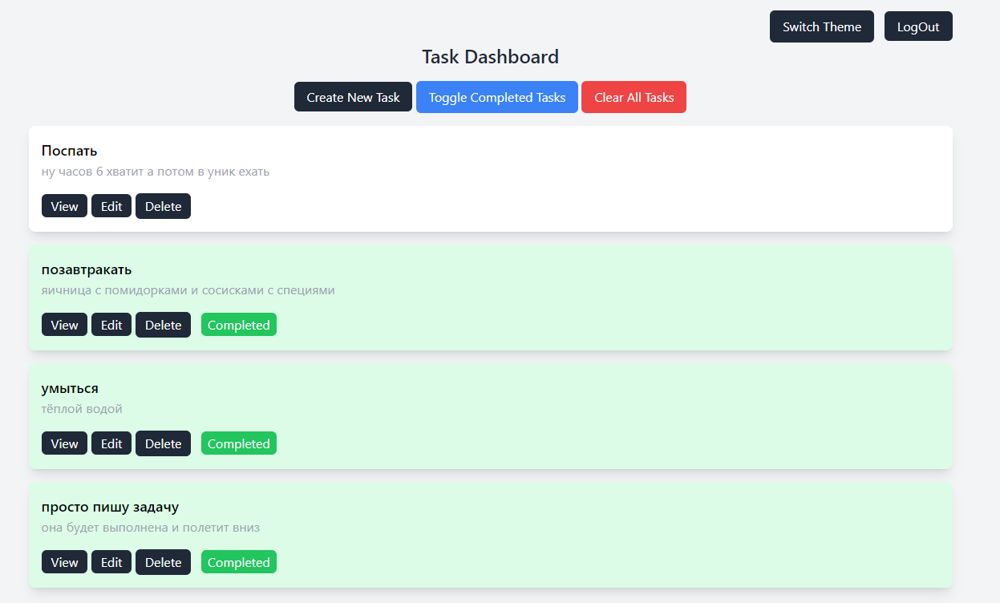 Switch Theme LogOut
Task Dashboard
Create New Task Toggle Completed Tasks Clear All Tasks
Поспать
ну часов 6 хватит а потом в уник ехать
View Edit Delete
позавтракать
яичница с помидорками и сосисками с специями
View Edit Delete Completed
умыться
тёплой водой
View Edit Delete Completed
просто пишу задачу
она будет выполнена и полетит вниз
View Edit Delete Completed